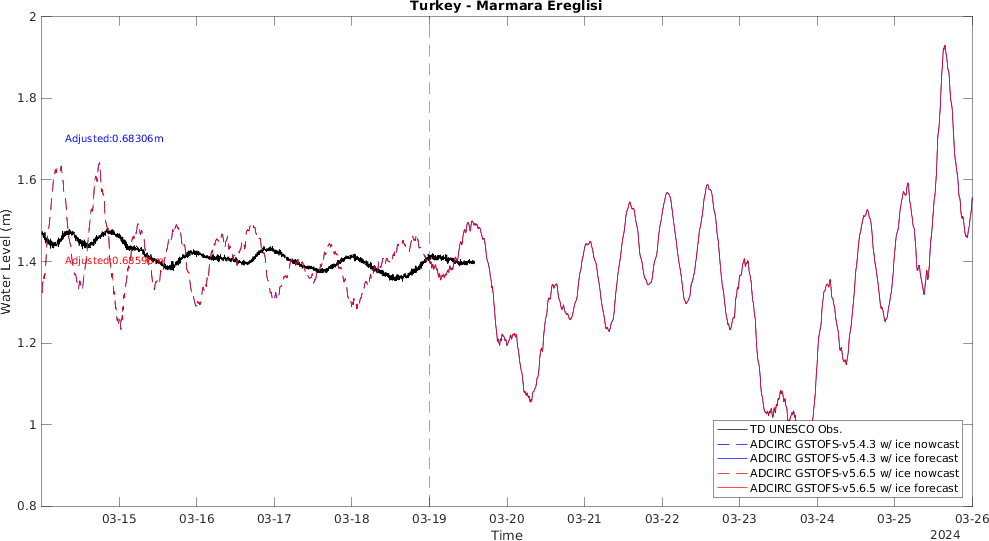 Turkey - Marmara Ereglisi
2
1.8
1.6
1.4
1.2
1
0.8
Water Level (m)
Adjusted:0.68306m
TD UNESCO Obs.
ADCIRC GSTOFS-v5.4.3 w/ ice nowcast
ADCIRC GSTOFS-v5.4.3 w/ ice forecast
ADCIRC GSTOFS-v5.6.5 w/ ice nowcast
ADCIRC GSTOFS-v5.6.5 w/ ice forecast
03-15 03-16 03-17 03-18 03-19 03-20 03-21 03-22 03-23 03-24 03-25 03-26
Time
2024